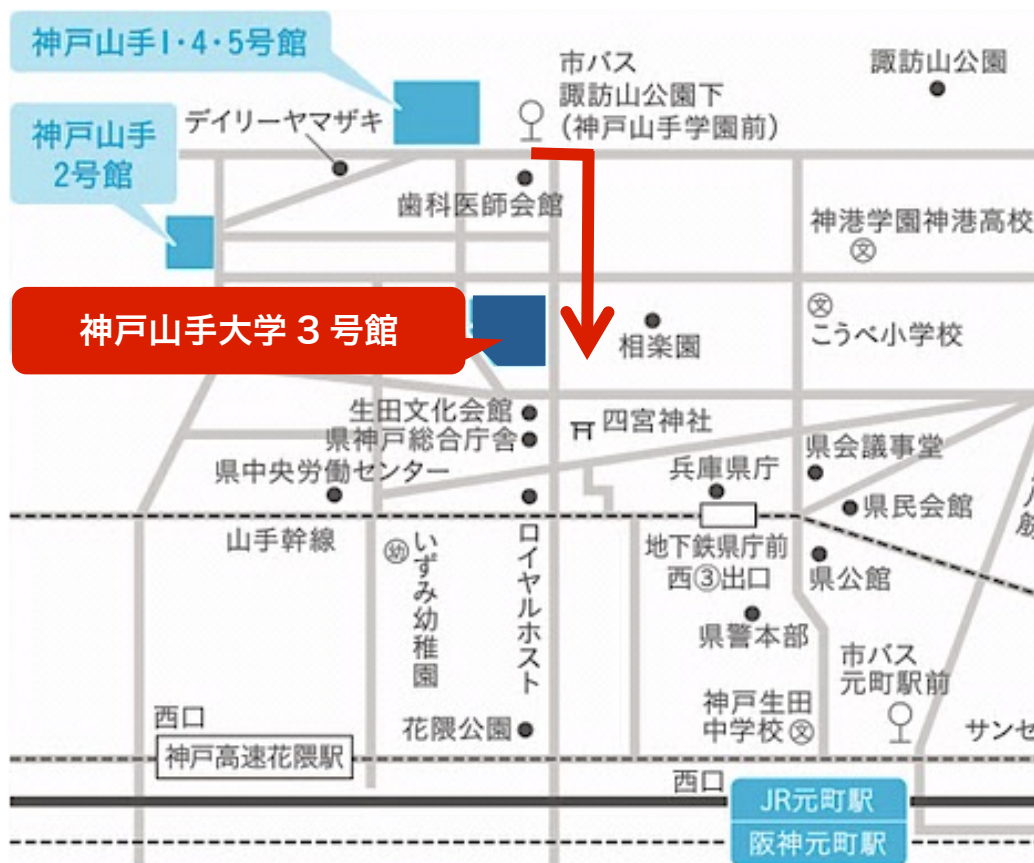 神戸山手1・4・5号館
市バス
諏訪山公園下
(神戸山手学園前)
諏訪山公園
神戸山手
2号館
デイリーヤマザキ
歯科医師会館
神港学園神港高校
文
神戸山手大学3号館
相楽園
文
こうべ小学校
生田文化会館
県神戸総合庁舎
県中央労働センター
四宮神社
兵庫県庁
県会議事堂
県民会館
筋
山手幹線
幼
いずみ幼稚園
ロイヤルホスト
地下鉄県庁前
西③出口
県公館
県警本部
市バス
元町駅前
神戸生田
中学校文
花隈公園
サンセ
西口
神戸高速花隈駅
西口
JR元町駅
阪神元町駅